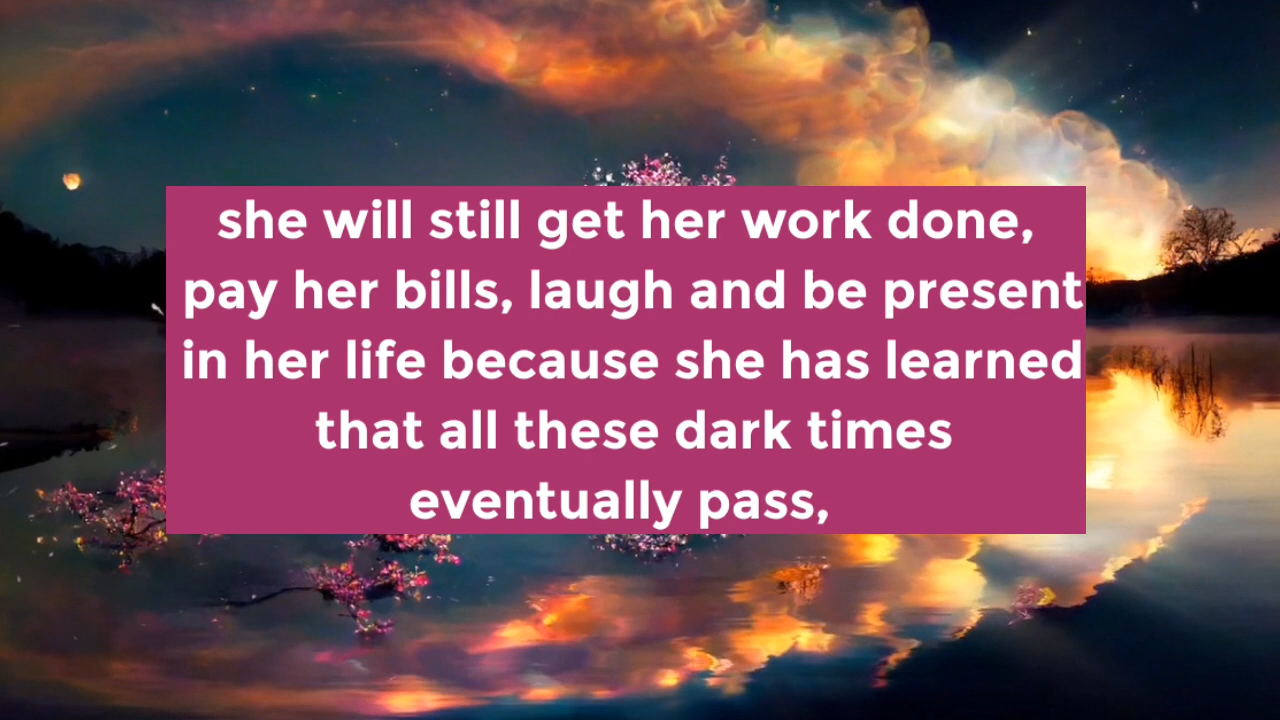 she will still get her work done,
pay her bills, laugh and be present
in her life because she has learned
that all these dark times
eventually pass,